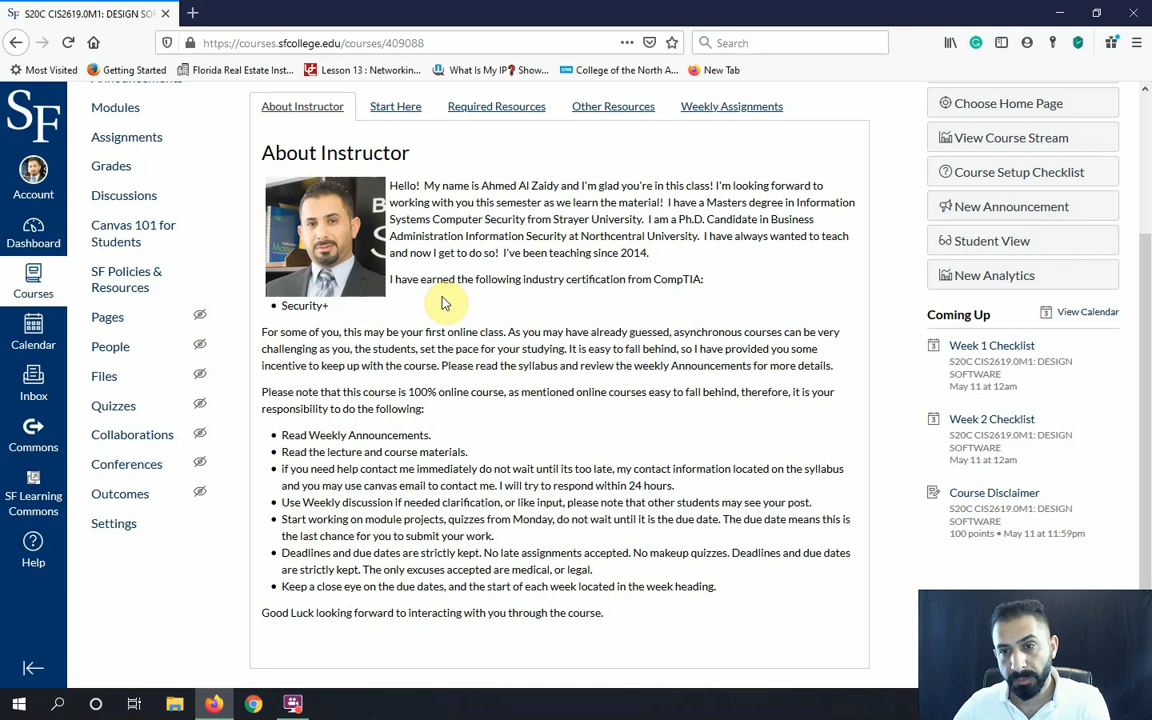 S20C CIS2619.0M1: DESIGN SO
https://courses.sfcollege.edu/courses/409088
Search
Most Visited
Getting Started
Florida Real Estate Inst...
Lesson 13 : Networkin...
What Is My IP? Show...
College of the North A...
New Tab
SF
Account
Dashboard
Courses
Calendar
Inbox
Commons
SF Learning
Commons
Help
Announcements
Modules
Assignments
Grades
Discussions
Canvas 101 for
Students
SF Policies &
Resources
Pages
People
Files
Quizzes
Collaborations
Conferences
Outcomes
Settings
About Instructor
Start Here
Required Resources
Other Resources
Weekly Assignments
About Instructor
Hello! My name is Ahmed Al Zaidy and I'm glad you're in this class! I'm looking forward to
working with you this semester as we learn the material! I have a Masters degree in Information
Systems Computer Security from Strayer University. I am a Ph.D. Candidate in Business
Administration Information Security at Northcentral University. I have always wanted to teach
and now I get to do so! I've been teaching since 2014.
I have earned the following industry certification from CompTIA:
• Security+
For some of you, this may be your first online class. As you may have already guessed, asynchronous courses can be very
challenging as you, the students, set the pace for your studying. It is easy to fall behind, so I have provided you some
incentive to keep up with the course. Please read the syllabus and review the weekly Announcements for more details.
Please note that this course is 100% online course, as mentioned online courses easy to fall behind, therefore, it is your
responsibility to do the following:
• Read Weekly Announcements.
• Read the lecture and course materials.
• if you need help contact me immediately do not wait until its too late, my contact information located on the syllabus
and you may use canvas email to contact me. I will try to respond within 24 hours.
• Use Weekly discussion if needed clarification, or like input, please note that other students may see your post.
• Start working on module projects, quizzes from Monday, do not wait until it is the due date. The due date means this is
the last chance for you to submit your work.
• Deadlines and due dates are strictly kept. No late assignments accepted. No makeup quizzes. Deadlines and due dates
are strictly kept. The only excuses accepted are medical, or legal.
• Keep a close eye on the due dates, and the start of each week located in the week heading.
Good Luck looking forward to interacting with you through the course.
Choose Home Page
View Course Stream
Course Setup Checklist
New Announcement
Student View
New Analytics
Coming Up
View Calendar
Week 1 Checklist
S20C CIS2619.0M1: DESIGN
SOFTWARE
May 11 at 12am
Week 2 Checklist
S20C CIS2619.0M1: DESIGN
SOFTWARE
May 11 at 12am
Course Disclaimer
S20C CIS2619.0M1: DESIGN
SOFTWARE
100 points • May 11 at 11:59pm